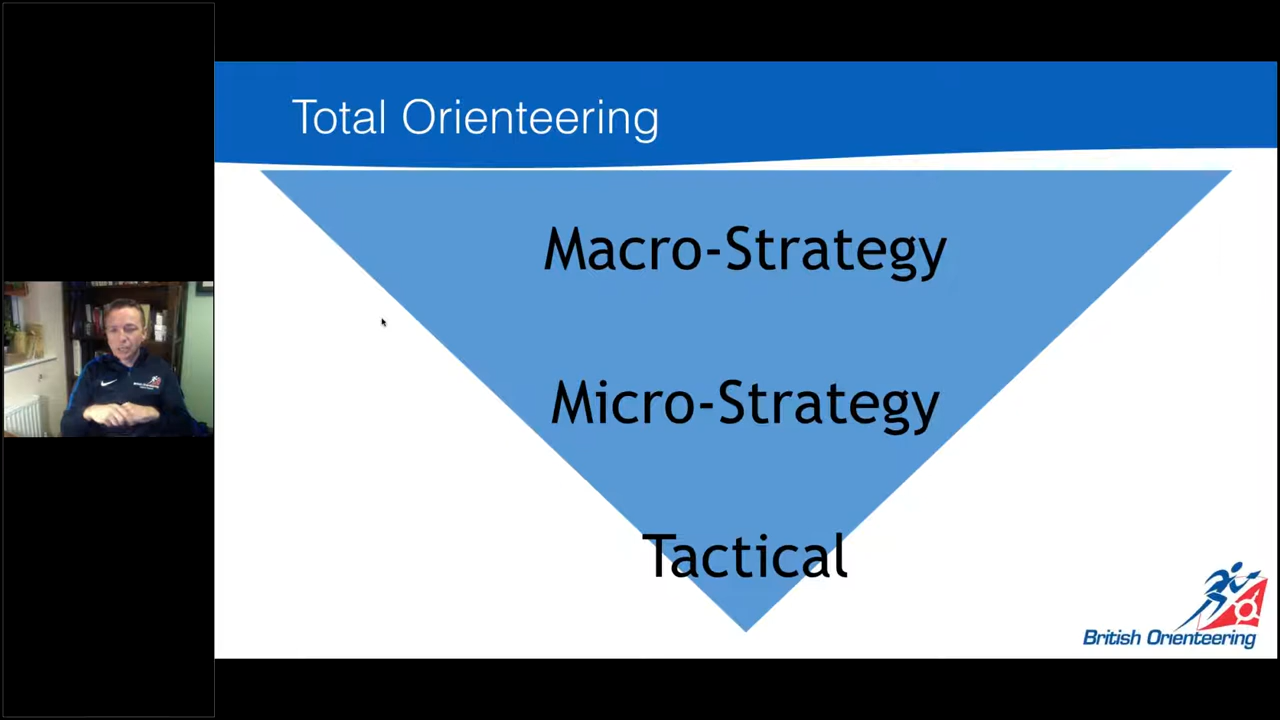 Total Orienteering
Macro-Strategy
Micro-Strategy
Tactical
British Orienteering